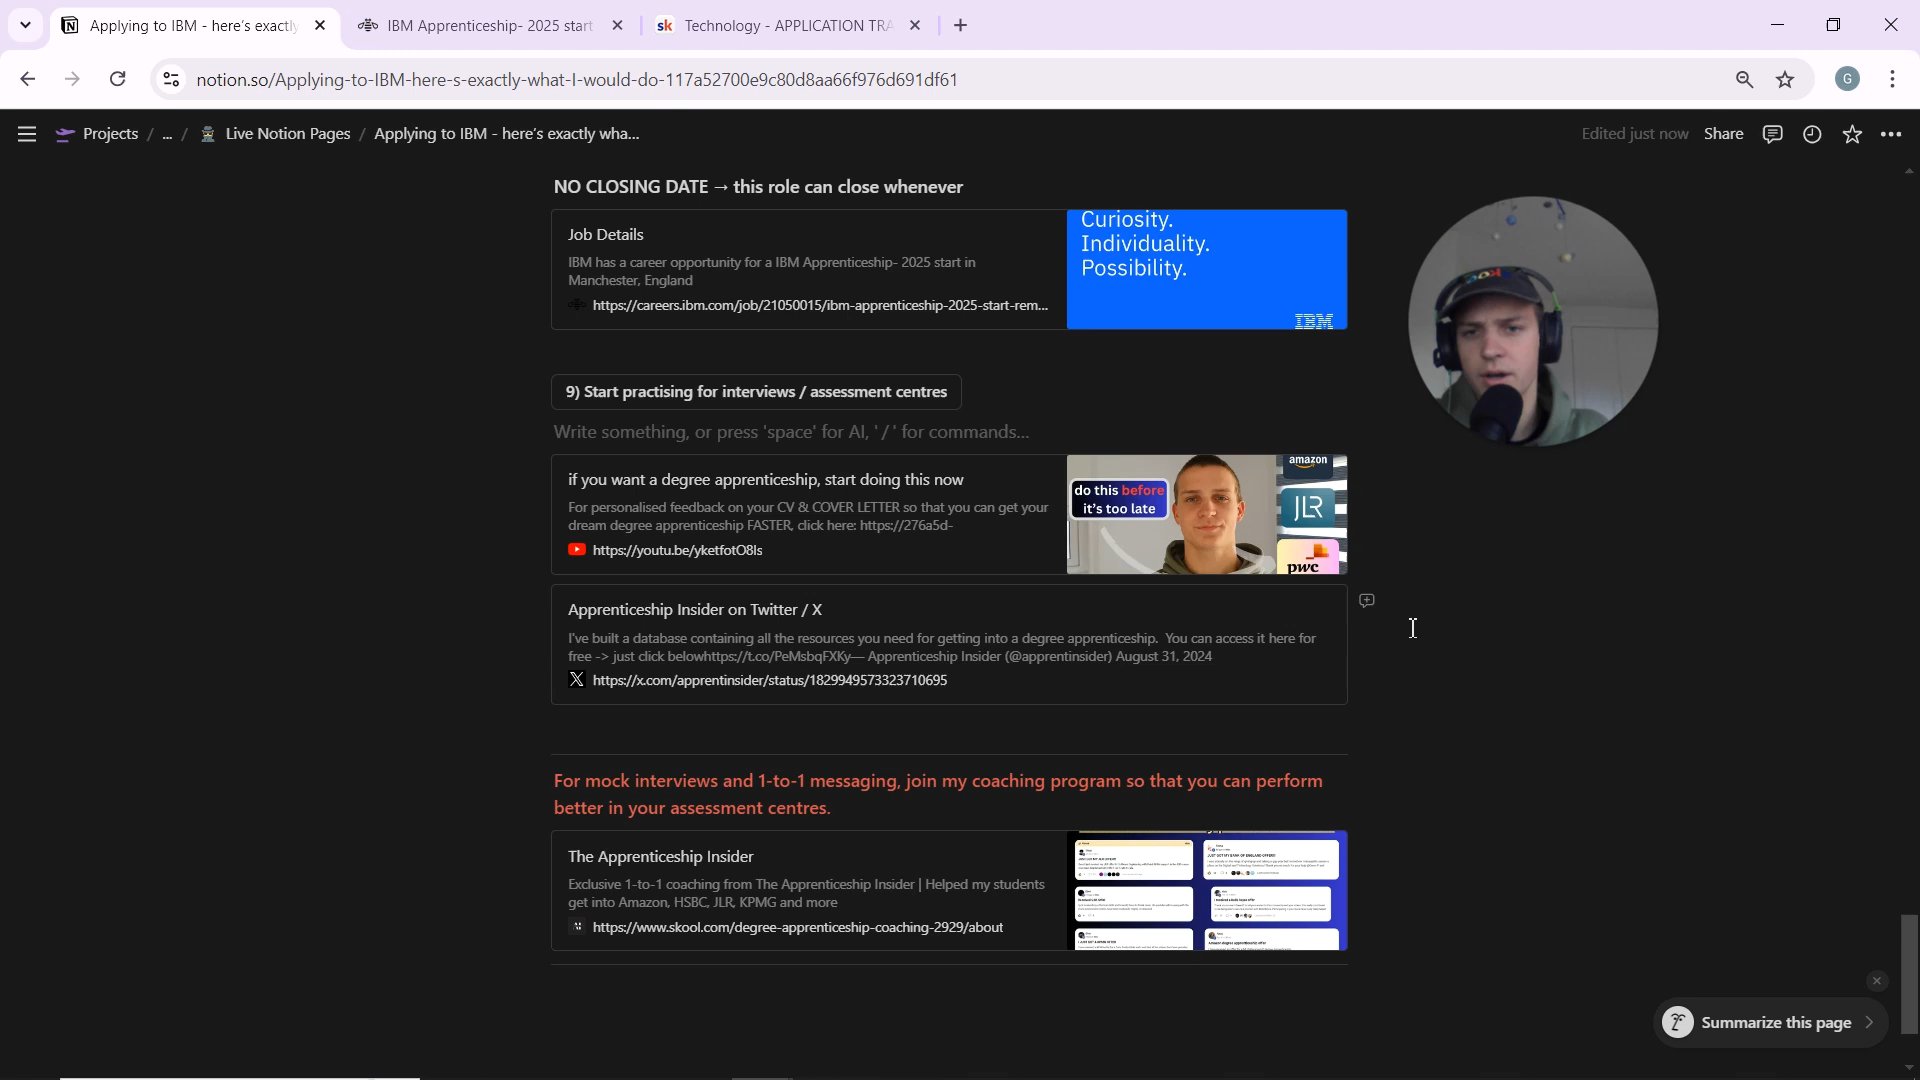 Applying to IBM - here's exactly
IBM Apprenticeship- 2025 start
sk Technology - APPLICATION TRA
notion.so/Applying-to-IBM-here-s-exactly-what-I-would-do-117a52700e9c80d8aa66f976d691df61
G
Projects / ... / Live Notion Pages / Applying to IBM - here's exactly wha...
Edited just now Share
NO CLOSING DATE → this role can close whenever
Job Details
IBM has a career opportunity for a IBM Apprenticeship- 2025 start in
Manchester, England
https://careers.ibm.com/job/21050015/ibm-apprenticeship-2025-start-rem...
Curiosity.
Individuality.
Possibility.
IBM
9) Start practising for interviews / assessment centres
Write something, or press 'space' for AI, '/' for commands...
if you want a degree apprenticeship, start doing this now
For personalised feedback on your CV & COVER LETTER so that you can get your
dream degree apprenticeship FASTER, click here: https://276a5d-
https://youtu.be/yketfotO8ls
do this before
it's too late
amazon
JLR
pwc
Apprenticeship Insider on Twitter / X
I've built a database containing all the resources you need for getting into a degree apprenticeship. You can access it here for
free -> just click belowhttps://t.co/PeMsbqFXKy— Apprenticeship Insider (@apprentinsider) August 31, 2024
https://x.com/apprentinsider/status/1829949573323710695
For mock interviews and 1-to-1 messaging, join my coaching program so that you can perform
better in your assessment centres.
The Apprenticeship Insider
Exclusive 1-to-1 coaching from The Apprenticeship Insider | Helped my students
get into Amazon, HSBC, JLR, KPMG and more
https://www.skool.com/degree-apprenticeship-coaching-2929/about
Summarize this page